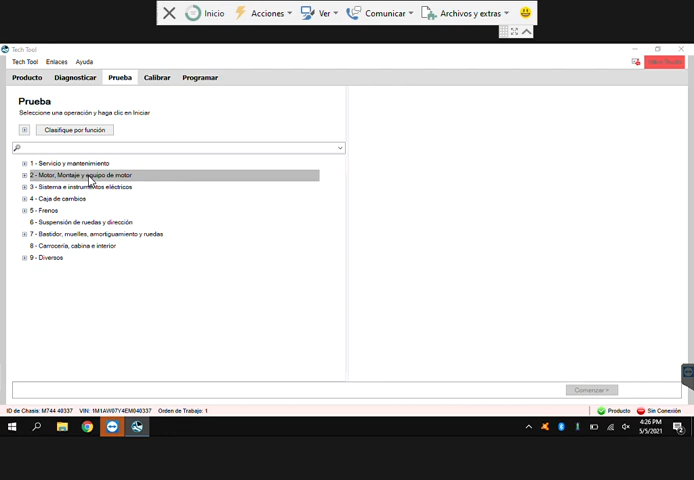 Inicio Acciones Ver Comunicar Archivos y extras
Tech Tool
Tech Tool Enlaces Ayuda
Producto Diagnosticar Prueba Calibrar Programar
Prueba
Seleccione una operación y haga clic en Iniciar
Clasifique por función
1 - Servicio y mantenimiento
2 - Motor, Montaje y equipo de motor
3 - Sistema e instrumentos eléctricos
4 - Caja de cambios
5 - Frenos
6 - Suspensión de ruedas y dirección
7 - Bastidor, muelles, amortiguamiento y ruedas
8 - Carrocería, cabina e interior
9 - Diversos
Comenzar
ID de Chasis: M744 40337 VIN: 1M1AW07Y4EM040337 Orden de Trabajo: 1 Producto Sin Conexión
4:26 PM
5/5/2021
2